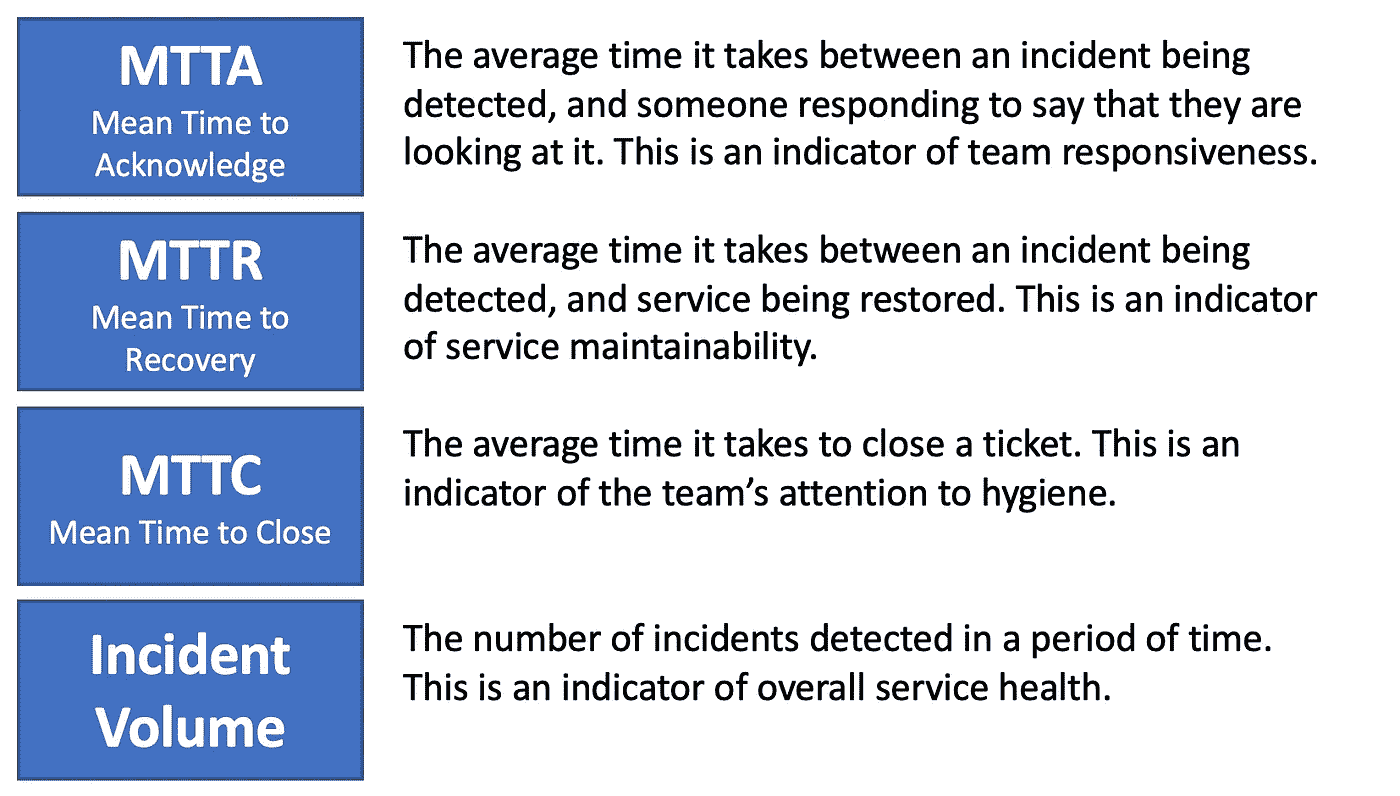 MTTA
Mean Time to
Acknowledge
The average time it takes between an incident being
detected, and someone responding to say that they are
looking at it. This is an indicator of team responsiveness.
MTTR
Mean Time to
Recovery
The average time it takes between an incident being
detected, and service being restored. This is an indicator
of service maintainability.
MTTC
Mean Time to Close
The average time it takes to close a ticket. This is an
indicator of the team’s attention to hygiene.
Incident
Volume
The number of incidents detected in a period of time.
This is an indicator of overall service health.